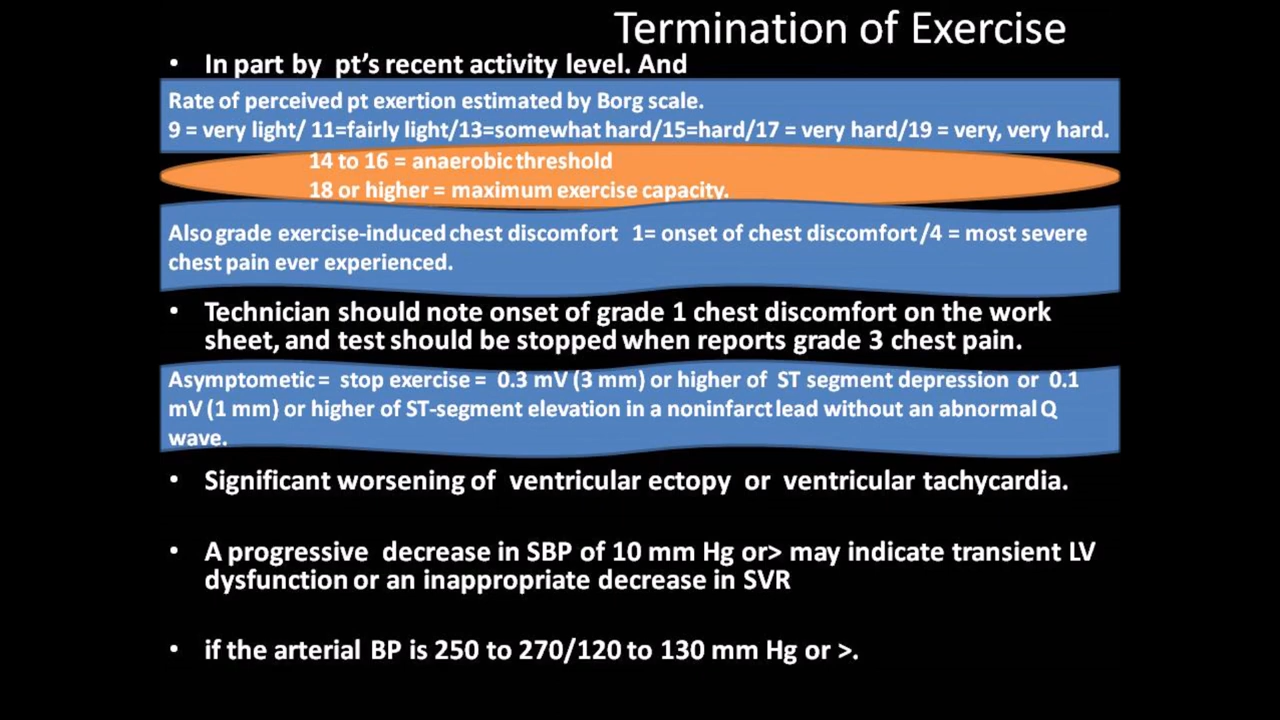 Termination of Exercise
• In part by pt's recent activity level. And
Rate of perceived pt exertion estimated by Borg scale.
9 = very light/ 11=fairly light/13=somewhat hard/15=hard/17 = very hard/19 = very, very hard.
14 to 16 = anaerobic threshold
18 or higher = maximum exercise capacity.
Also grade exercise-induced chest discomfort 1= onset of chest discomfort/4 = most severe
chest pain ever experienced.
• Technician should note onset of grade 1 chest discomfort on the work
sheet, and test should be stopped when reports grade 3 chest pain.
Asymptometic = stop exercise = 0.3 mV (3 mm) or higher of ST segment depression or 0.1
mV (1 mm) or higher of ST-segment elevation in a noninfarct lead without an abnormal Q
wave.
• Significant worsening of ventricular ectopy or ventricular tachycardia.
• A progressive decrease in SBP of 10 mm Hg or> may indicate transient LV
dysfunction or an inappropriate decrease in SVR
• if the arterial BP is 250 to 270/120 to 130 mm Hg or >.